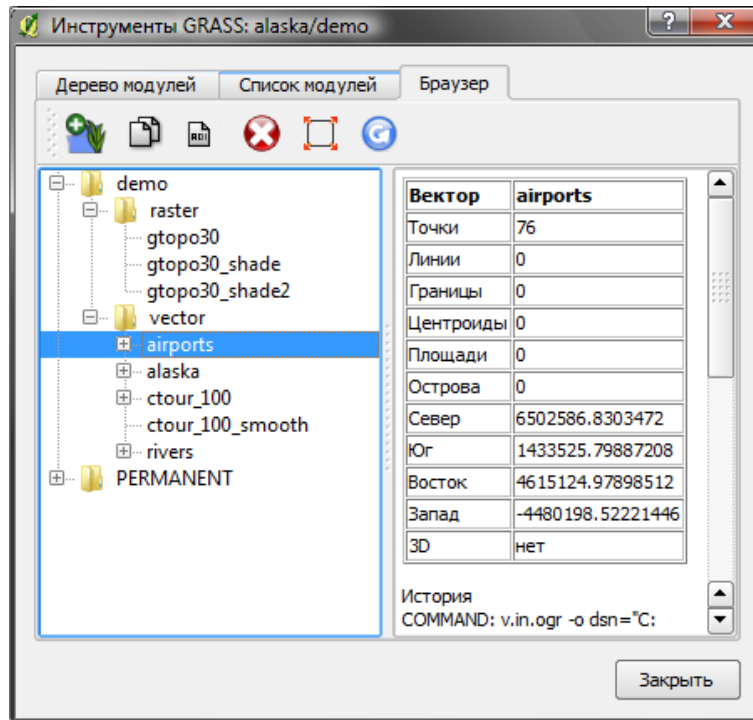 Инструменты GRASS: alaska/demo
Дерево модулей Список модулей Браузер
demo
raster
gtopo30
gtopo30_shade
gtopo30_shade2
vector
airports
alaska
ctour_100
ctour_100_smooth
rivers
PERMANENT
Вектор airports
Точки 76
Линии 0
Границы 0
Центроиды 0
Площади 0
Острова 0
Север 6502586.8303472
Юг 1433525.79887208
Восток 4615124.97898512
Запад -4480198.52221446
3D нет
История
COMMAND: v.in.ogr -o dsn="C:
Закрыть